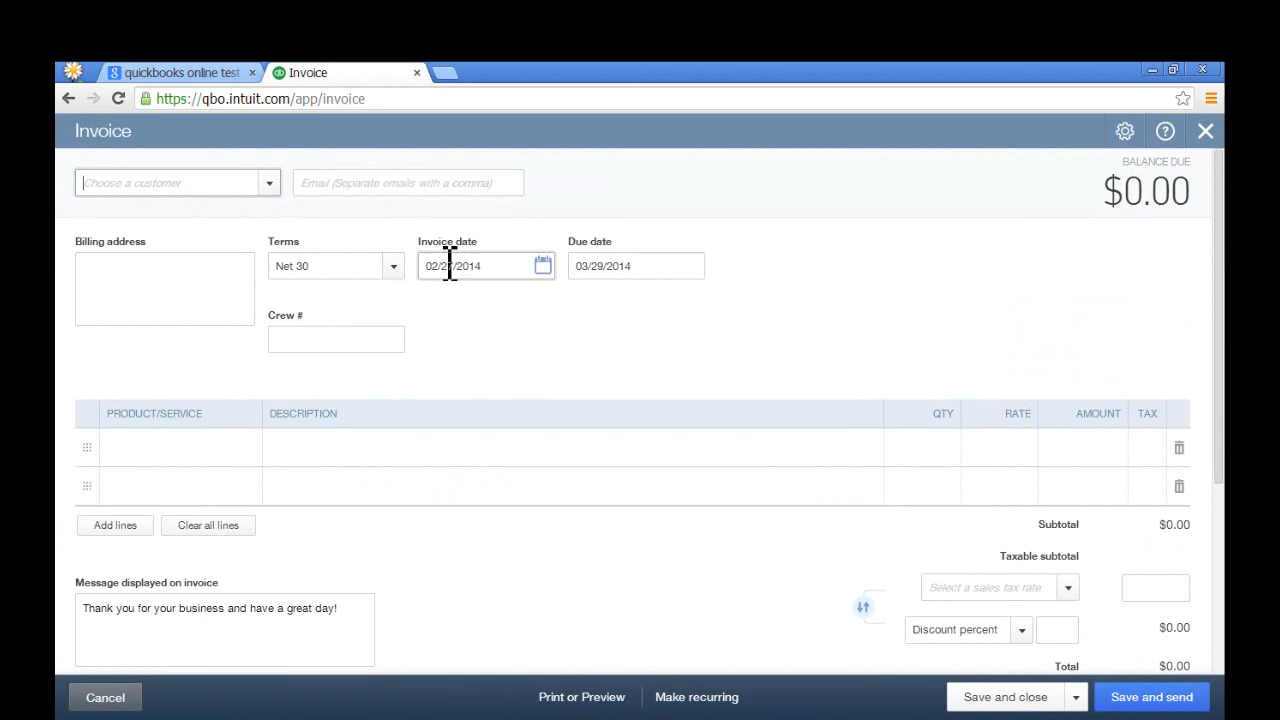 quickbooks online test
Invoice
https://qbo.intuit.com/app/invoice
Invoice
BALANCE DUE
$0.00
Choose a customer
Email (Separate emails with a comma)
Billing address
Terms
Invoice date
Due date
Net 30
02/27/2014
03/29/2014
Crew #
PRODUCT/SERVICE DESCRIPTION QTY RATE AMOUNT TAX
Add lines
Clear all lines
Subtotal $0.00
Taxable subtotal
Message displayed on invoice
Select a sales tax rate
Thank you for your business and have a great day!
Discount percent
$0.00
Total $0.00
Cancel
Print or Preview
Make recurring
Save and close
Save and send